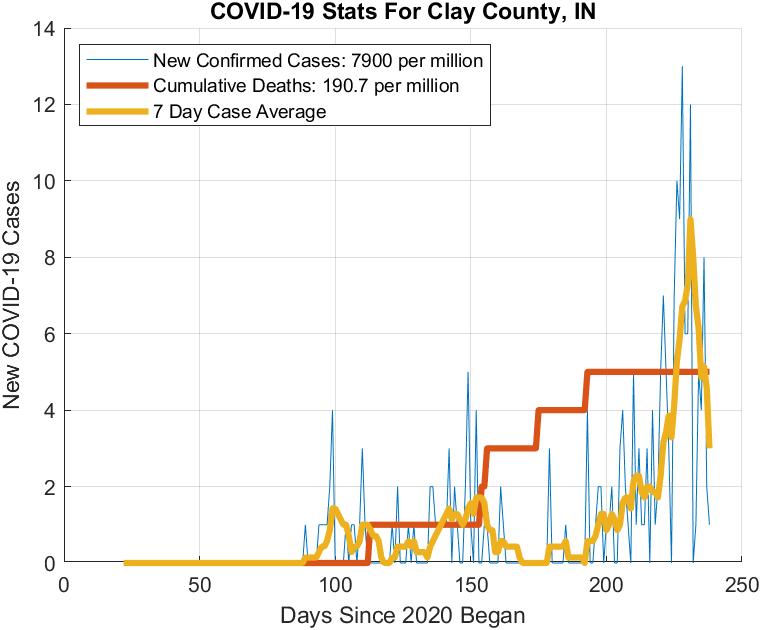 COVID-19 Stats For Clay County, IN
14
12
10
8
6
4
2
0
New COVID-19 Cases
New Confirmed Cases: 7900 per million
Cumulative Deaths: 190.7 per million
7 Day Case Average
0 50 100 150 200 250
Days Since 2020 Began